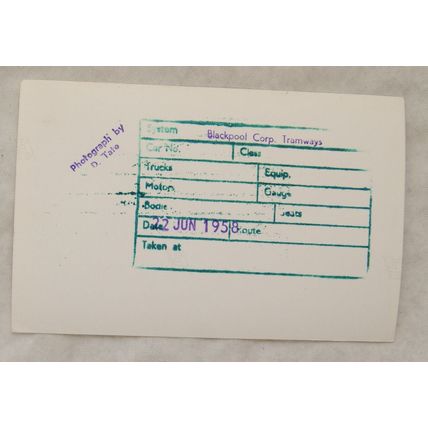 Photograph by
D. Tate
System Blackpool Corp. Tramways
Car No. Class
Trucks Equip.
Motors Gauge
Bodie Seats
Date 22 JUN 1958 Route
Taken at